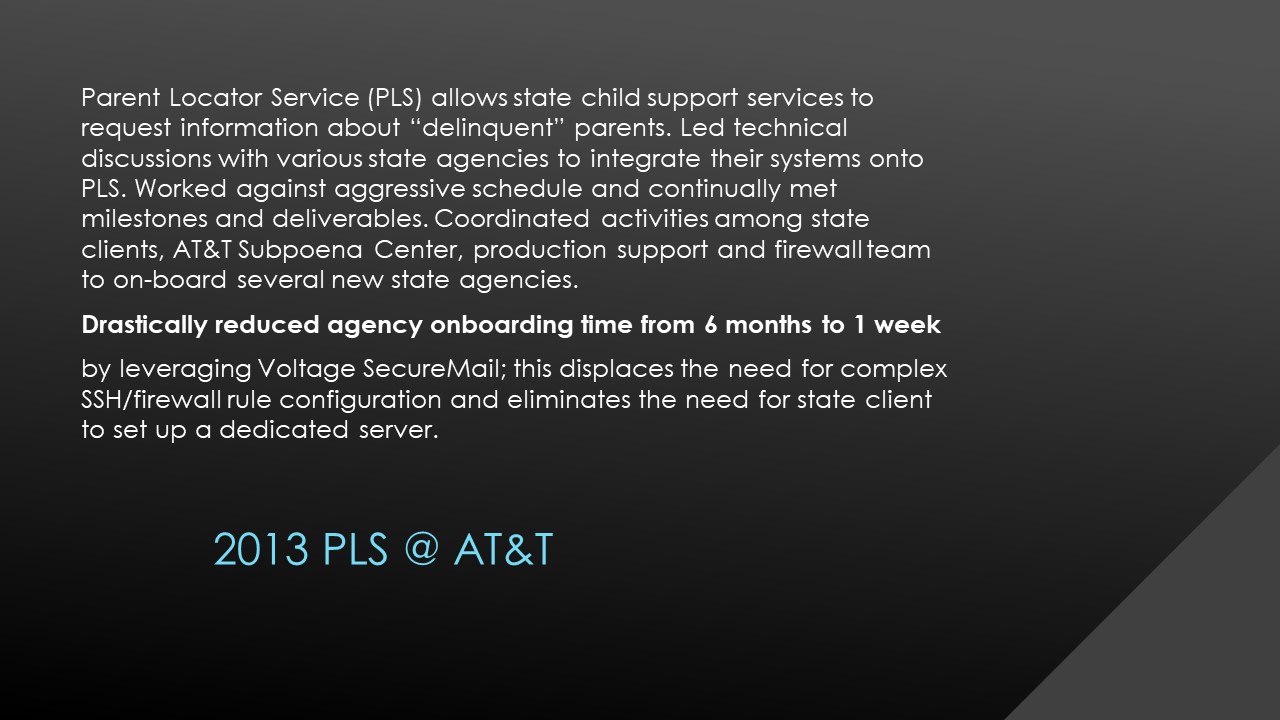 Parent Locator Service (PLS) allows state child support services to
request information about “delinquent” parents. Led technical
discussions with various state agencies to integrate their systems onto
PLS. Worked against aggressive schedule and continually met
milestones and deliverables. Coordinated activities among state
clients, AT&T Subpoena Center, production support and firewall team
to on-board several new state agencies.
Drastically reduced agency onboarding time from 6 months to 1 week
by leveraging Voltage SecureMail; this displaces the need for complex
SSH/firewall rule configuration and eliminates the need for state client
to set up a dedicated server.
2013 PLS @ AT&T